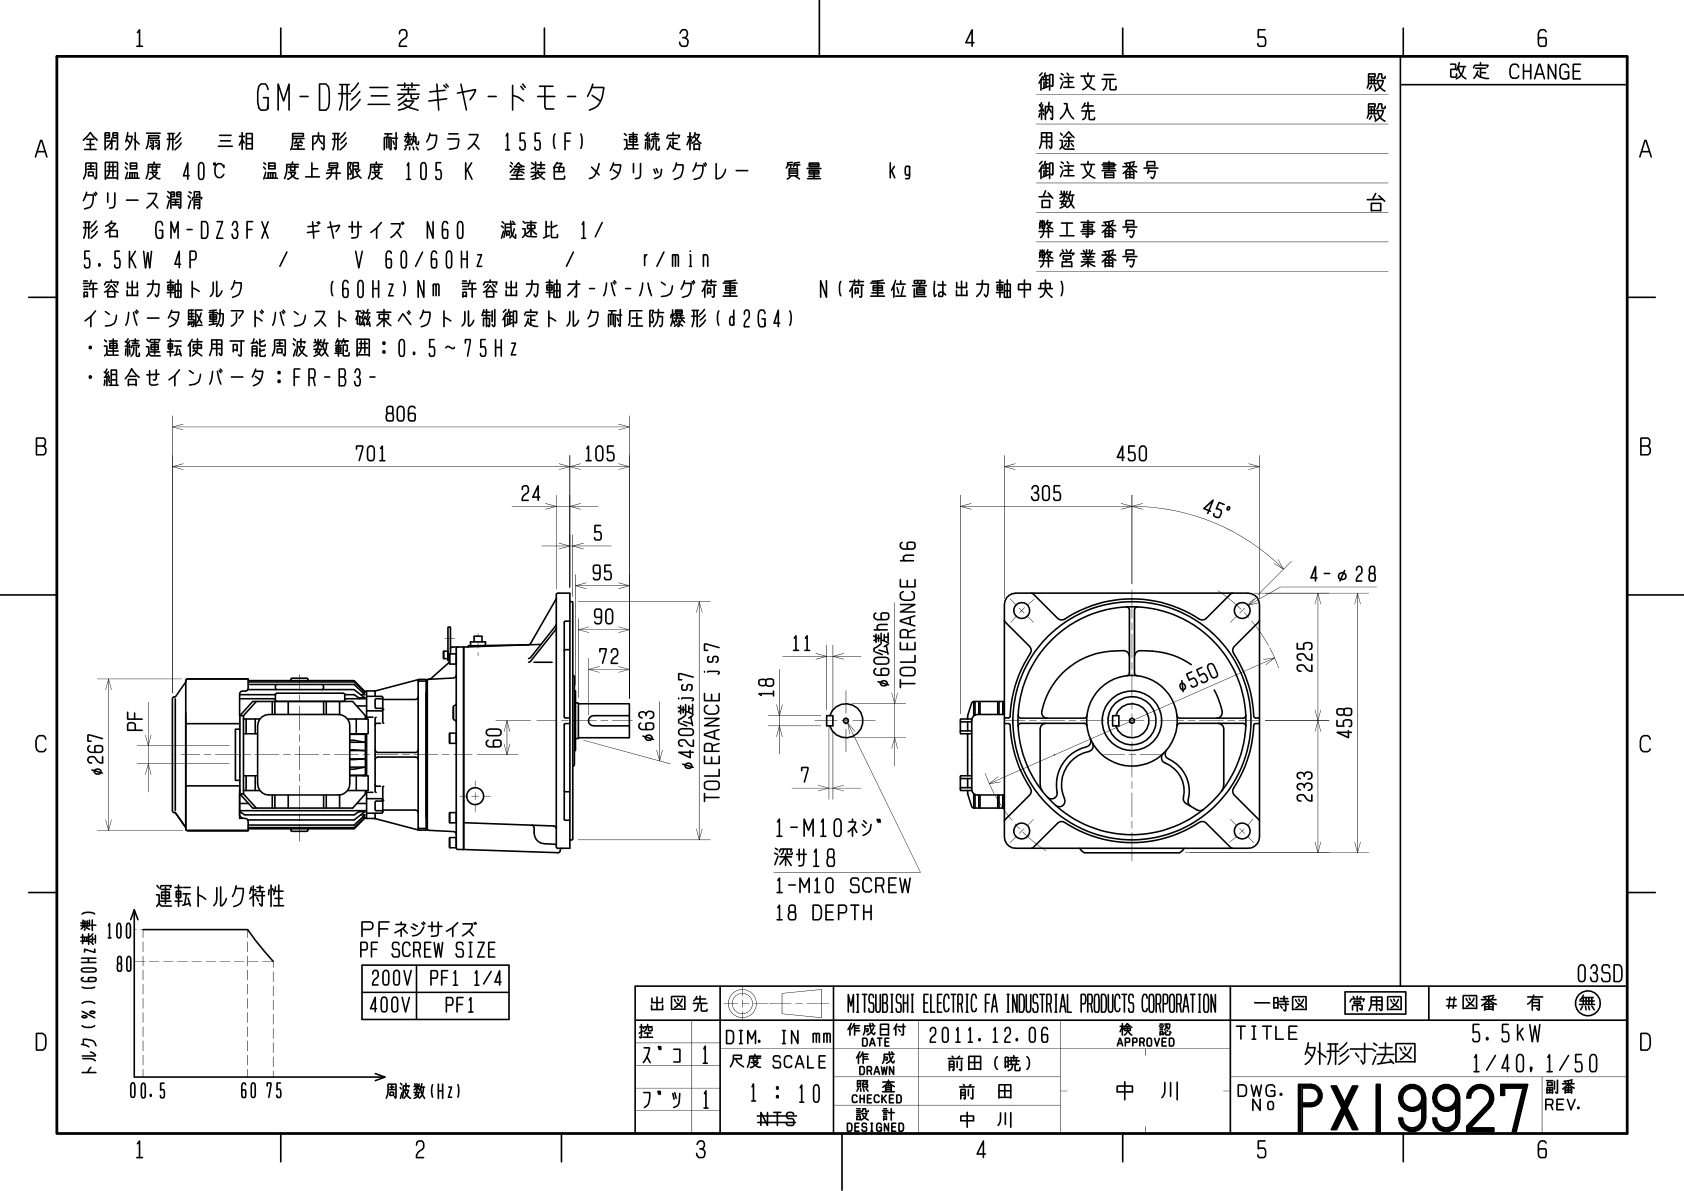 1 2 3 4 5 6
A
B
C
D
A
B
C
D
改定 CHANGE
GM-D形三菱ギヤ-ドモ-タ
全閉外扇形 三相 屋内形 耐熱クラス 155(F) 連続定格
周囲温度 40℃ 温度上昇限度 105 K 塗装色 メタリックグレー 質量 kg
グリース潤滑
形名 GM-DZ3FX ギヤサイズ N60 減速比 1/
5.5KW 4P / V 60/60Hz / r/min
許容出力軸トルク (60Hz)Nm 許容出力軸オ-バ-ハング荷重 N(荷重位置は出力軸中央)
インバータ駆動アドバンスト磁束ベクトル制御定トルク耐圧防爆形(d2G4)
・連続運転使用可能周波数範囲：0.5～75Hz
・組合せインバータ：FR-B3-
御注文元 殿
納入先 殿
用途
御注文書番号
台数 台
弊工事番号
弊営業番号
806
701 105
24
5
95
90
72
φ267
PF
60
φ63
φ420公差js7
TOLERANCE js7
11
18
7
φ60公差h6
TOLERANCE h6
1-M10ネジ
深サ18
1-M10 SCREW
18 DEPTH
450
305
45°
4-φ28
φ550
225
458
233
運転トルク特性
トルク(%)(60Hz基準)
100
80
0 0.5 60 75 周波数(Hz)
PFネジサイズ
PF SCREW SIZE
200V PF1 1/4
400V PF1
03SD
出図先
控
ズコ 1
ブツ 1
DIM. IN mm
尺度 SCALE
1 : 10
NTS
MITSUBISHI ELECTRIC FA INDUSTRIAL PRODUCTS CORPORATION
作成日付
DATE
2011.12.06
検 認
APPROVED
作 成
DRAWN
前田(暁)
照 査
CHECKED
前 田
設 計
DESIGNED
中 川
中 川
一時図 常用図 #図番 有 無
TITLE
外形寸法図
5.5kW
1/40,1/50
DWG.
No
PX19927
副番
REV.
1 2 3 4 5 6